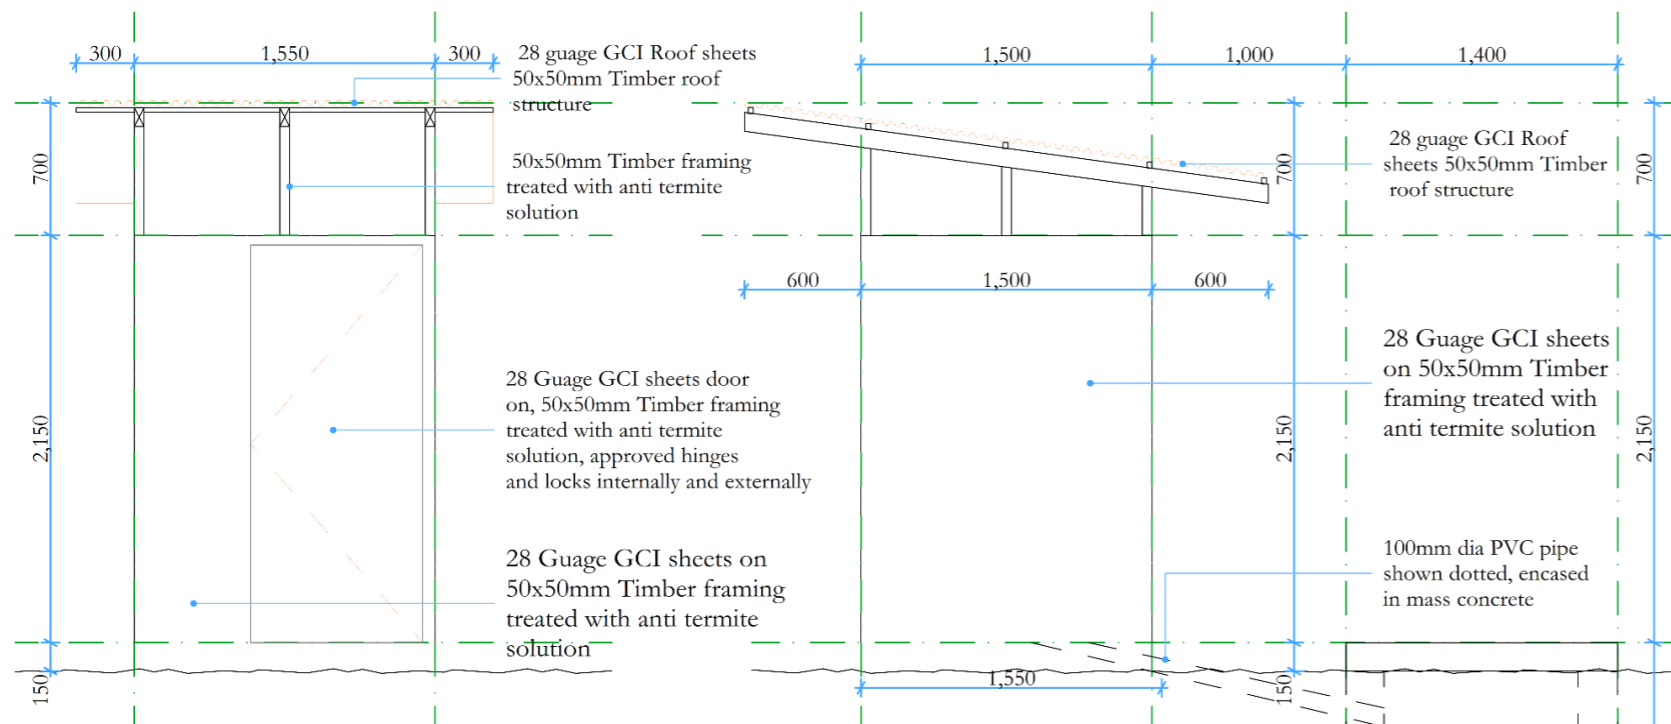 300
1,550
300
28 guage GCI Roof sheets
50x50mm Timber roof
structure
700
50x50mm Timber framing
treated with anti termite
solution
2,150
28 Guage GCI sheets door
on, 50x50mm Timber framing
treated with anti termite
solution, approved hinges
and locks internally and externally
28 Guage GCI sheets on
50x50mm Timber framing
treated with anti termite
solution
150
1,500
1,000
1,400
28 guage GCI Roof
sheets 50x50mm Timber
roof structure
700
700
600
1,500
600
28 Guage GCI sheets
on 50x50mm Timber
framing treated with
anti termite solution
2,150
2,150
100mm dia PVC pipe
shown dotted, encased
in mass concrete
1,550
150